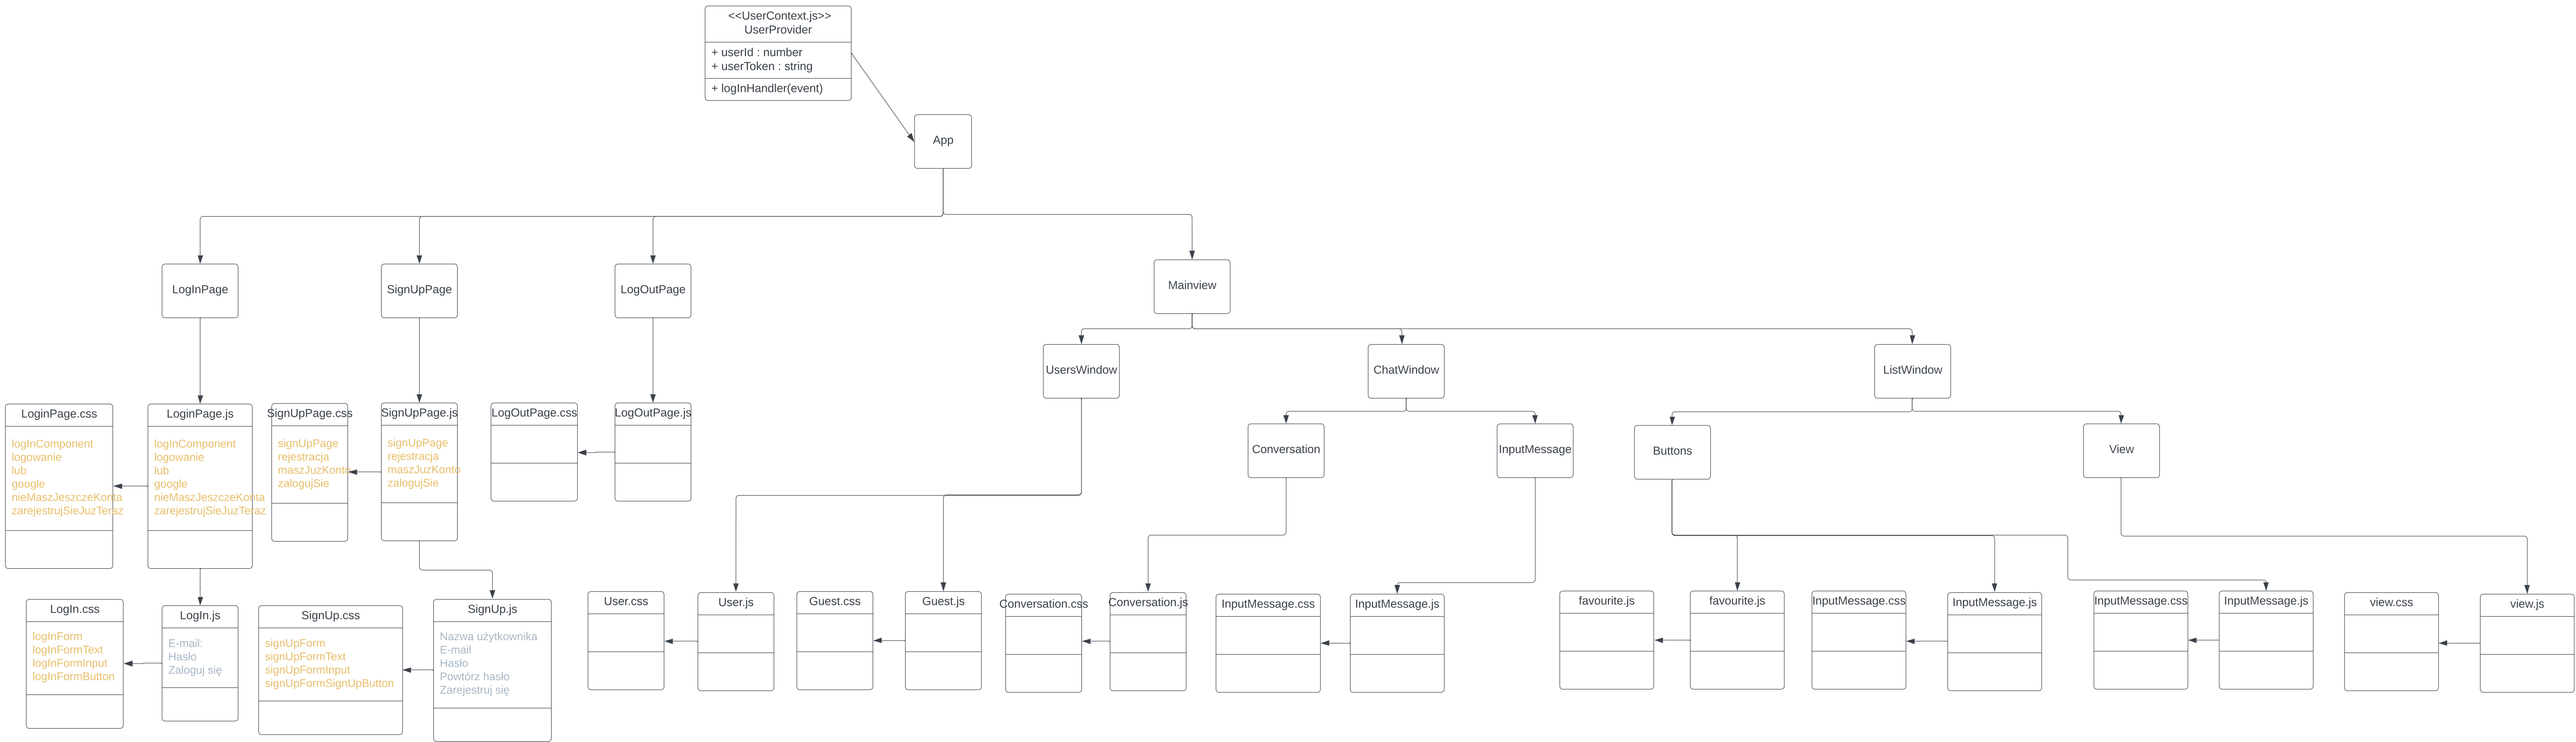 <<UserContext.js>>
UserProvider
+ userId : number
+ userToken : string
+ logInHandler(event)
App
LogInPage
SignUpPage
LogOutPage
Mainview
UsersWindow
ChatWindow
ListWindow
Conversation
InputMessage
Buttons
View
LoginPage.css
logInComponent
logowanie
lub
google
nieMaszJeszczeKonta
zarejestrujSieJuzTeraz
LoginPage.js
logInComponent
logowanie
lub
google
nieMaszJeszczeKonta
zarejestrujSieJuzTeraz
SignUpPage.css
signUpPage
rejestracja
maszJuzKonto
zalogujSie
SignUpPage.js
signUpPage
rejestracja
maszJuzKonto
zalogujSie
LogOutPage.css
LogOutPage.js
LogIn.css
logInForm
logInFormText
logInFormInput
logInFormButton
LogIn.js
E-mail:
Hasło
Zaloguj się
SignUp.css
signUpForm
signUpFormText
signUpFormInput
signUpFormSignUpButton
SignUp.js
Nazwa użytkownika
E-mail
Hasło
Powtórz hasło
Zarejestruj się
User.css
User.js
Guest.css
Guest.js
Conversation.css
Conversation.js
InputMessage.css
InputMessage.js
favourite.js
favourite.js
InputMessage.css
InputMessage.js
InputMessage.css
InputMessage.js
view.css
view.js